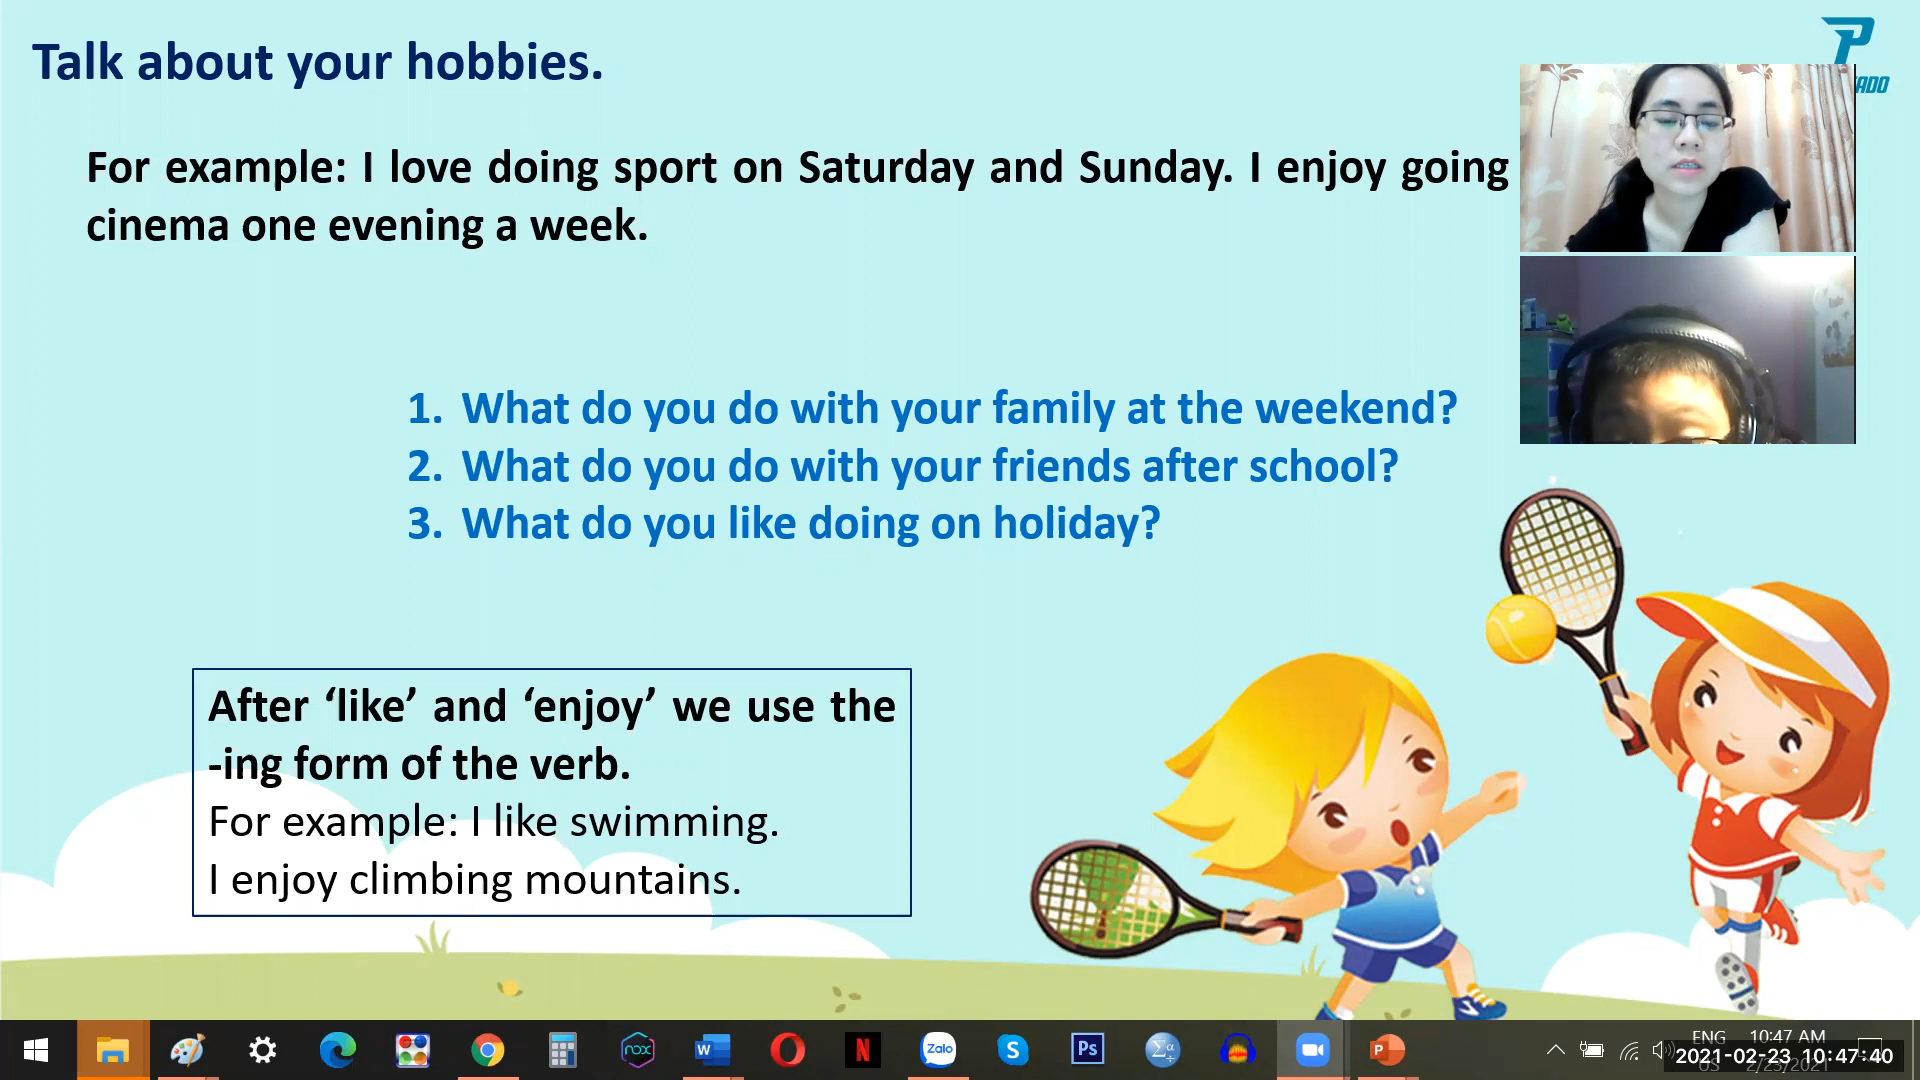 Talk about your hobbies.
For example: I love doing sport on Saturday and Sunday. I enjoy going
cinema one evening a week.
1. What do you do with your family at the weekend?
2. What do you do with your friends after school?
3. What do you like doing on holiday?
After ‘like’ and ‘enjoy’ we use the
-ing form of the verb.
For example: I like swimming.
I enjoy climbing mountains.
nox
W
N
Zalo
S
Ps
P
ENG
10:47 AM
2021-02-23 10:47:40